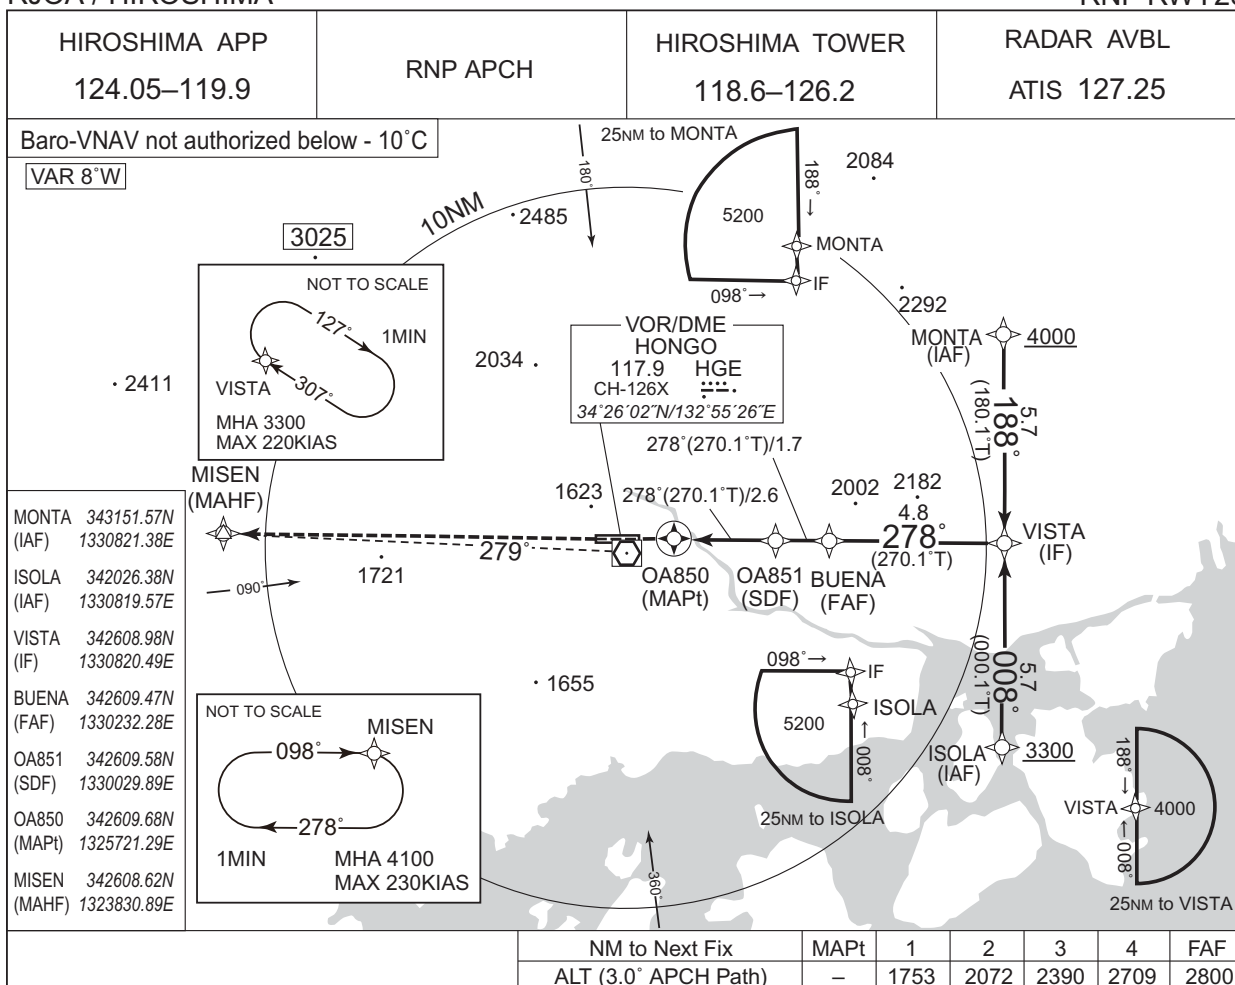 HIROSHIMA APP
124.05–119.9
RNP APCH
HIROSHIMA TOWER
118.6–126.2
RADAR AVBL
ATIS 127.25
Baro-VNAV not authorized below - 10˚C
VAR 8˚W
180˚
25NM to MONTA
188˚ →
5200
MONTA
IF
098˚→
2084
10NM
2485
3025
NOT TO SCALE
127˚
1MIN
307˚
VISTA
MHA 3300
MAX 220KIAS
2411
2034
VOR/DME
HONGO
117.9 HGE
CH-126X
34˚26´02˝N/132˚55´26˝E
2292
MONTA
(IAF)
4000
5.7
188˚
(180.1˚T)
278˚(270.1˚T)/1.7
MISEN
(MAHF)
1623
278˚(270.1˚T)/2.6
2002
2182
4.8
278˚
(270.1˚T)
VISTA
(IF)
279˚
1721
090˚
OA850
(MAPt)
OA851
(SDF)
BUENA
(FAF)
MONTA 343151.57N
(IAF) 1330821.38E
ISOLA 342026.38N
(IAF) 1330819.57E
VISTA 342608.98N
(IF) 1330820.49E
BUENA 342609.47N
(FAF) 1330232.28E
OA851 342609.58N
(SDF) 1330029.89E
OA850 342609.68N
(MAPt) 1325721.29E
MISEN 342608.62N
(MAHF) 1323830.89E
1655
098˚→
IF
5200
ISOLA
← 008˚
25NM to ISOLA
5.7
008˚
(000.1˚T)
ISOLA
(IAF)
3300
188˚ →
VISTA
4000
← 008˚
25NM to VISTA
NOT TO SCALE
MISEN
098˚
278˚
1MIN
MHA 4100
MAX 230KIAS
360˚
NM to Next Fix MAPt 1 2 3 4 FAF
ALT (3.0˚ APCH Path) – 1753 2072 2390 2709 2800